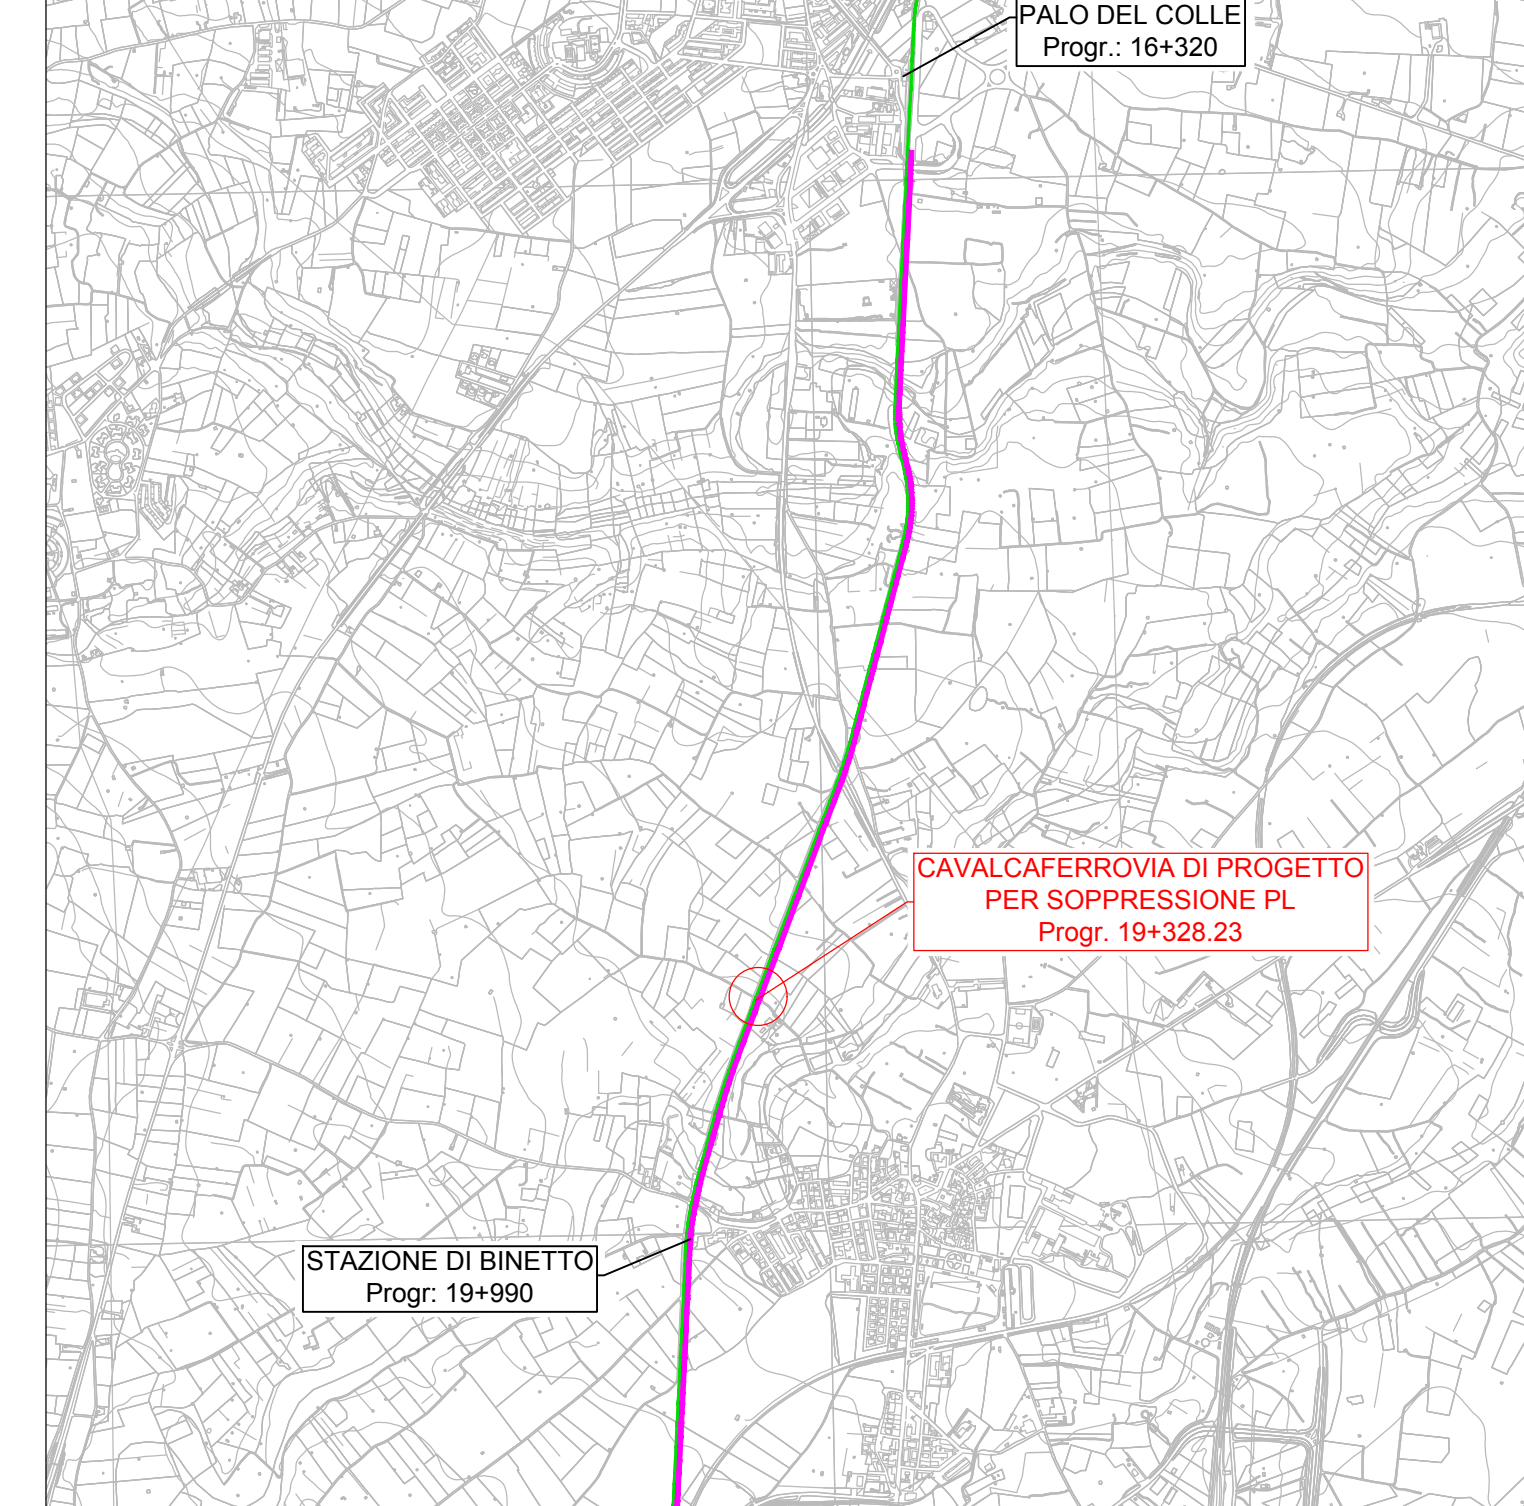 PALO DEL COLLE
Progr.: 16+320
CAVALCAFERROVIA DI PROGETTO
PER SOPPRESSIONE PL
Progr. 19+328.23
STAZIONE DI BINETTO
Progr: 19+990